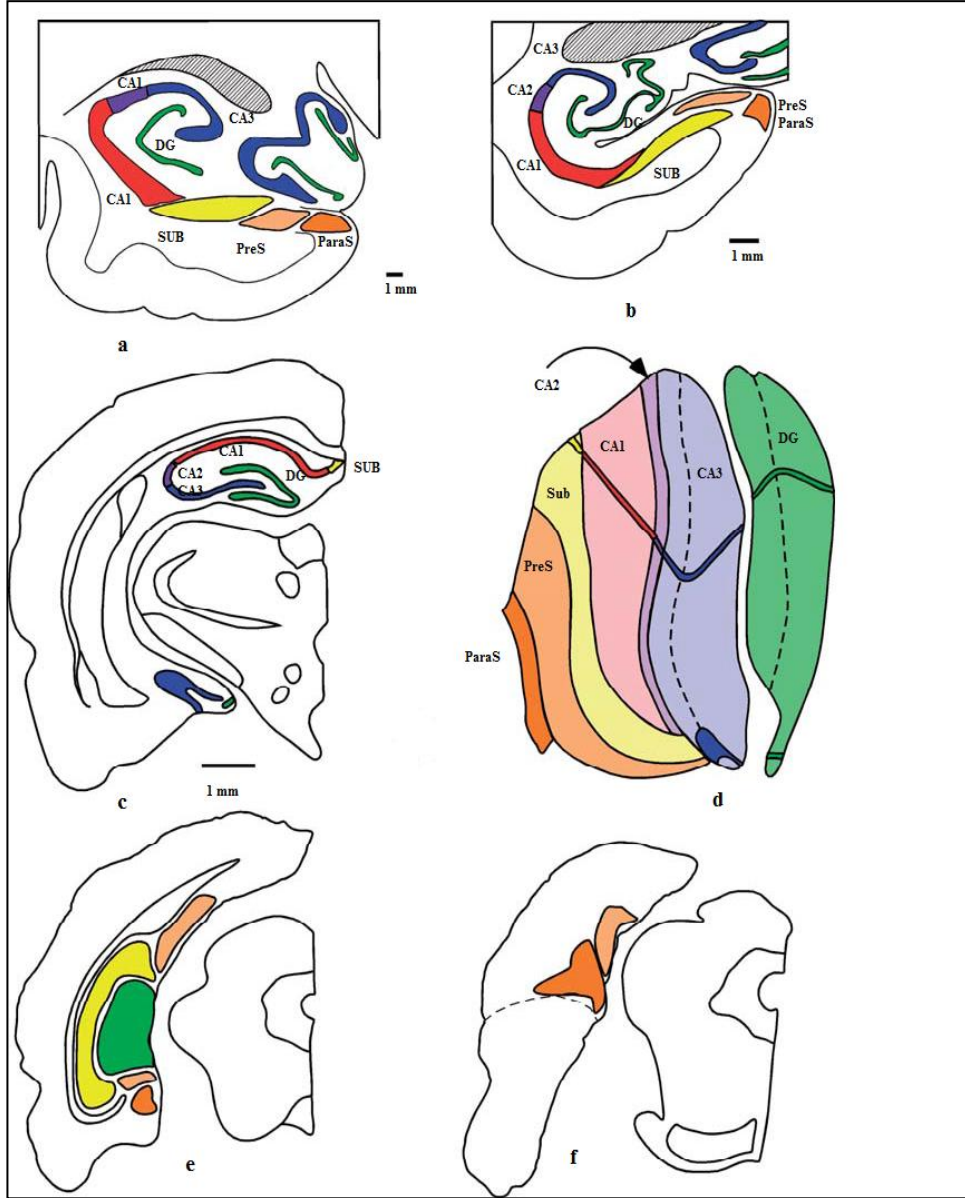 CA1
CA3
DG
CA1
SUB
PreS
ParaS
1 mm
a
CA3
CA2
DG
PreS
ParaS
CA1
SUB
1 mm
b
CA1
CA2
DG
SUB
CA3
1 mm
c
CA2
CA1
CA3
DG
Sub
PreS
ParaS
d
e
f